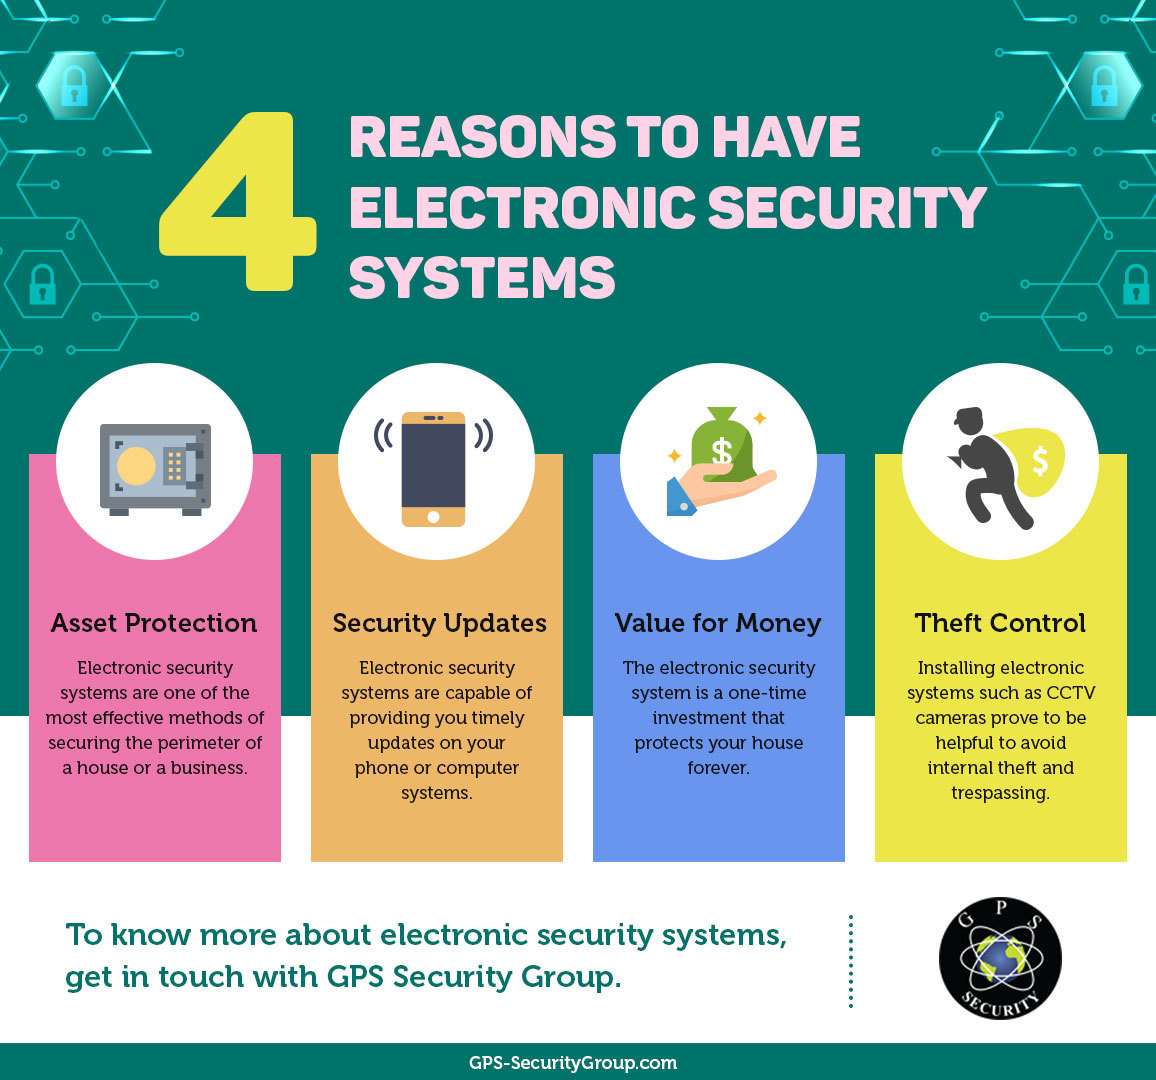 4
REASONS TO HAVE
ELECTRONIC SECURITY
SYSTEMS
$
$
Asset Protection
Electronic security
systems are one of the
most effective methods of
securing the perimeter of
a house or a business.
Security Updates
Electronic security
systems are capable of
providing you timely
updates on your
phone or computer
systems.
Value for Money
The electronic security
system is a one-time
investment that
protects your house
forever.
Theft Control
Installing electronic
systems such as CCTV
cameras prove to be
helpful to avoid
internal theft and
trespassing.
To know more about electronic security systems,
get in touch with GPS Security Group.
GPS
SECURITY
GPS-SecurityGroup.com